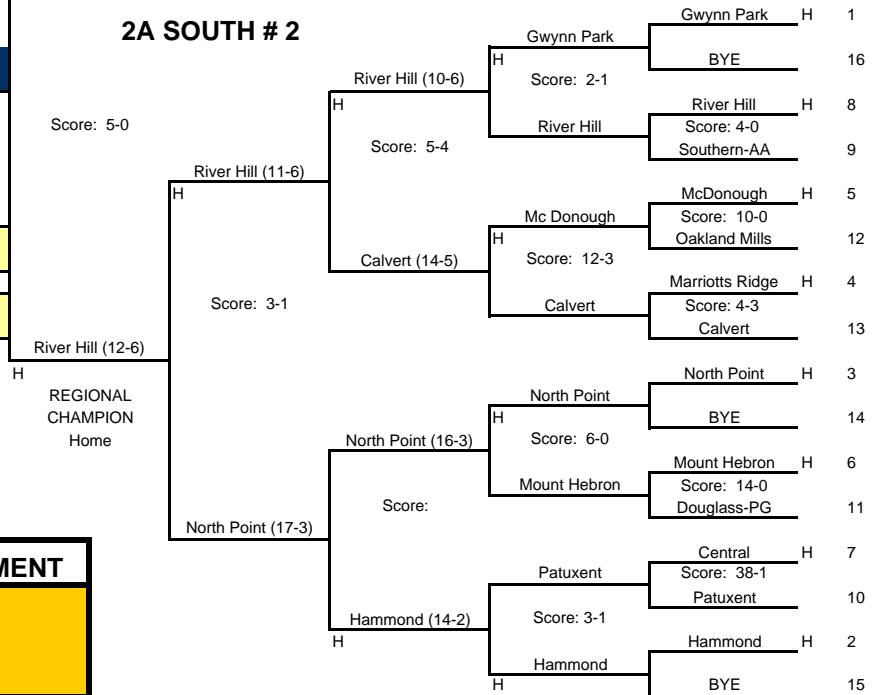 2A SOUTH # 2
Gwynn Park H 1
Gwynn Park
H
BYE 16
River Hill (10-6)
Score: 2-1
H
River Hill H 8
Score: 5-0
River Hill
Score: 4-0
Score: 5-4
Southern-AA 9
River Hill (11-6)
H
McDonough H 5
Mc Donough
Score: 10-0
H
Oakland Mills 12
Calvert (14-5)
Score: 12-3
Marriotts Ridge H 4
Score: 3-1
Calvert
Score: 4-3
Calvert 13
River Hill (12-6)
H
North Point H 3
REGIONAL
CHAMPION
Home
North Point
H
BYE 14
North Point (16-3)
Score: 6-0
Mount Hebron H 6
Mount Hebron
Score: 14-0
Score:
Douglass-PG 11
North Point (17-3)
Central H 7
MENT
Patuxent
Score: 38-1
Patuxent 10
Hammond (14-2)
Score: 3-1
H
Hammond H 2
Hammond
H
BYE 15